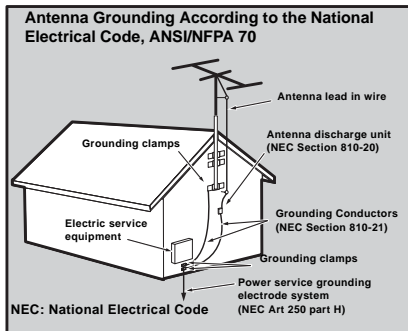 Antenna Grounding According to the National
Electrical Code, ANSI/NFPA 70
Antenna lead in wire
Grounding clamps
Antenna discharge unit
(NEC Section 810-20)
Electric service
equipment
Grounding Conductors
(NEC Section 810-21)
Grounding clamps
Power service grounding
electrode system
(NEC Art 250 part H)
NEC: National Electrical Code